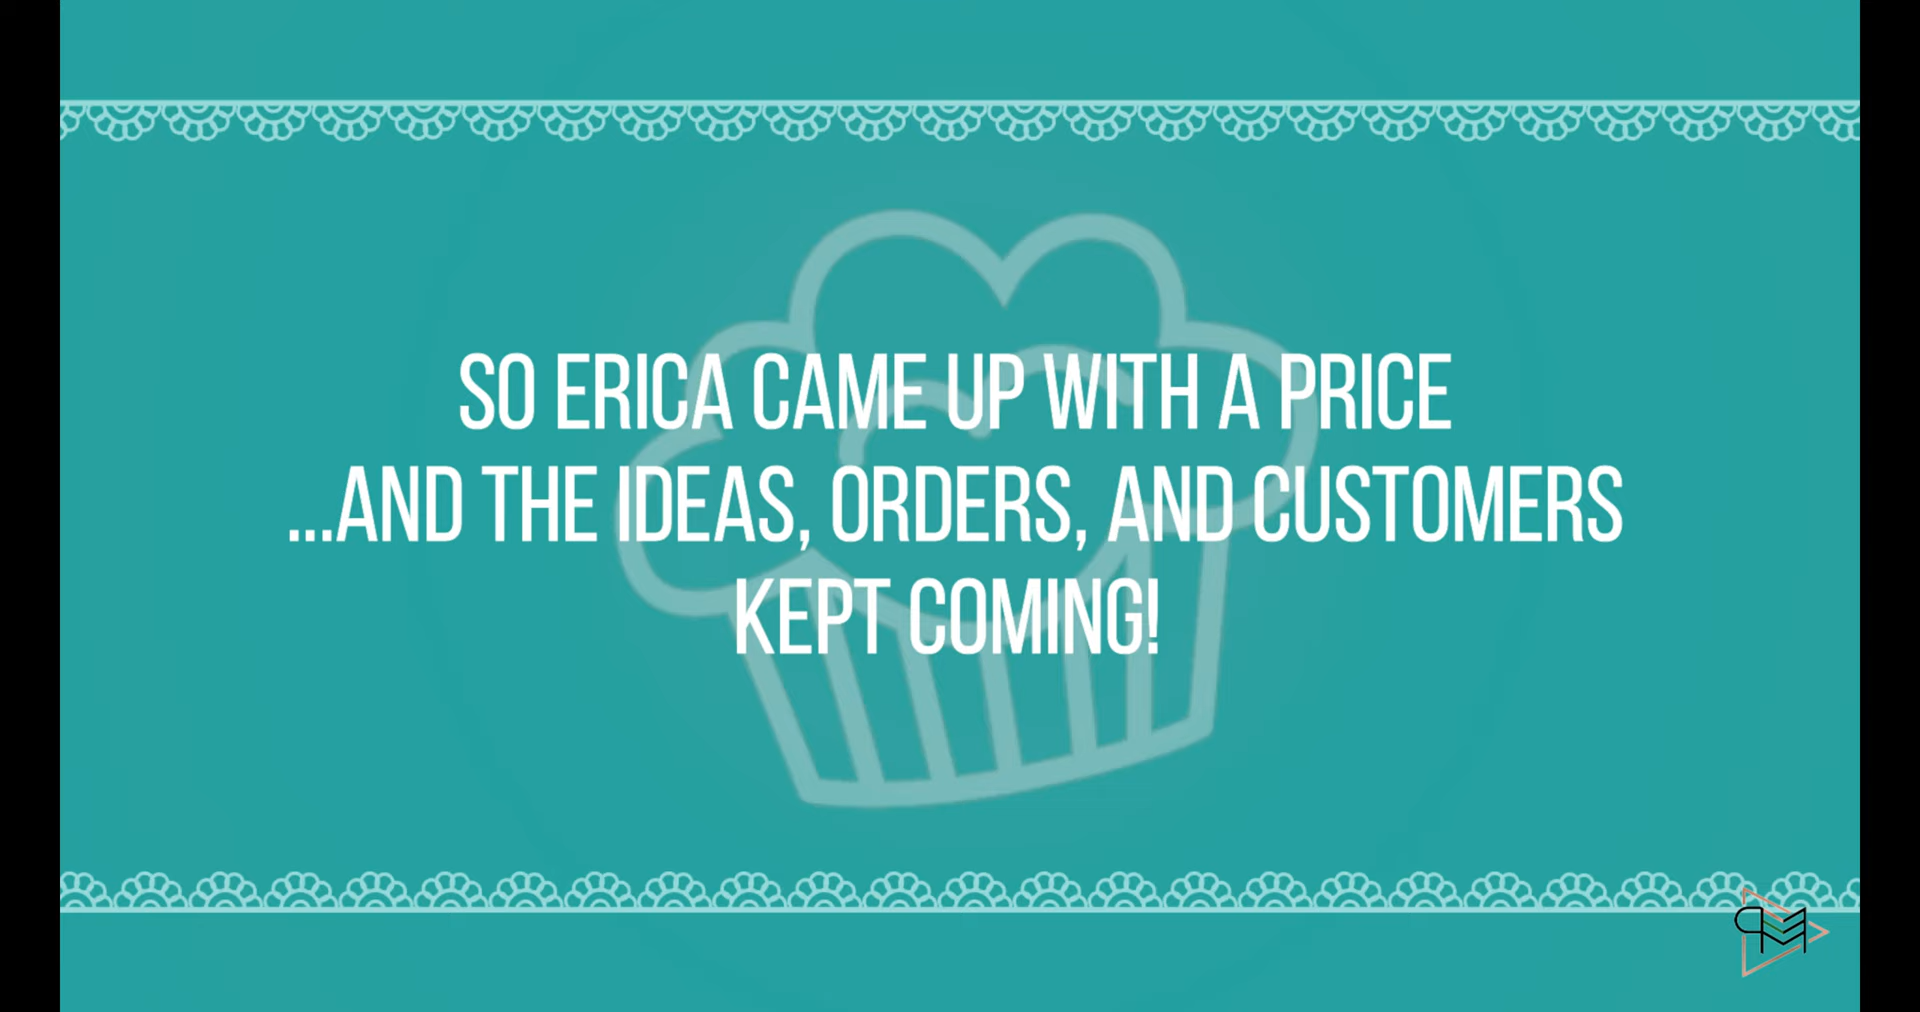 SO ERICA CAME UP WITH A PRICE
...AND THE IDEAS, ORDERS, AND CUSTOMERS
KEPT COMING!